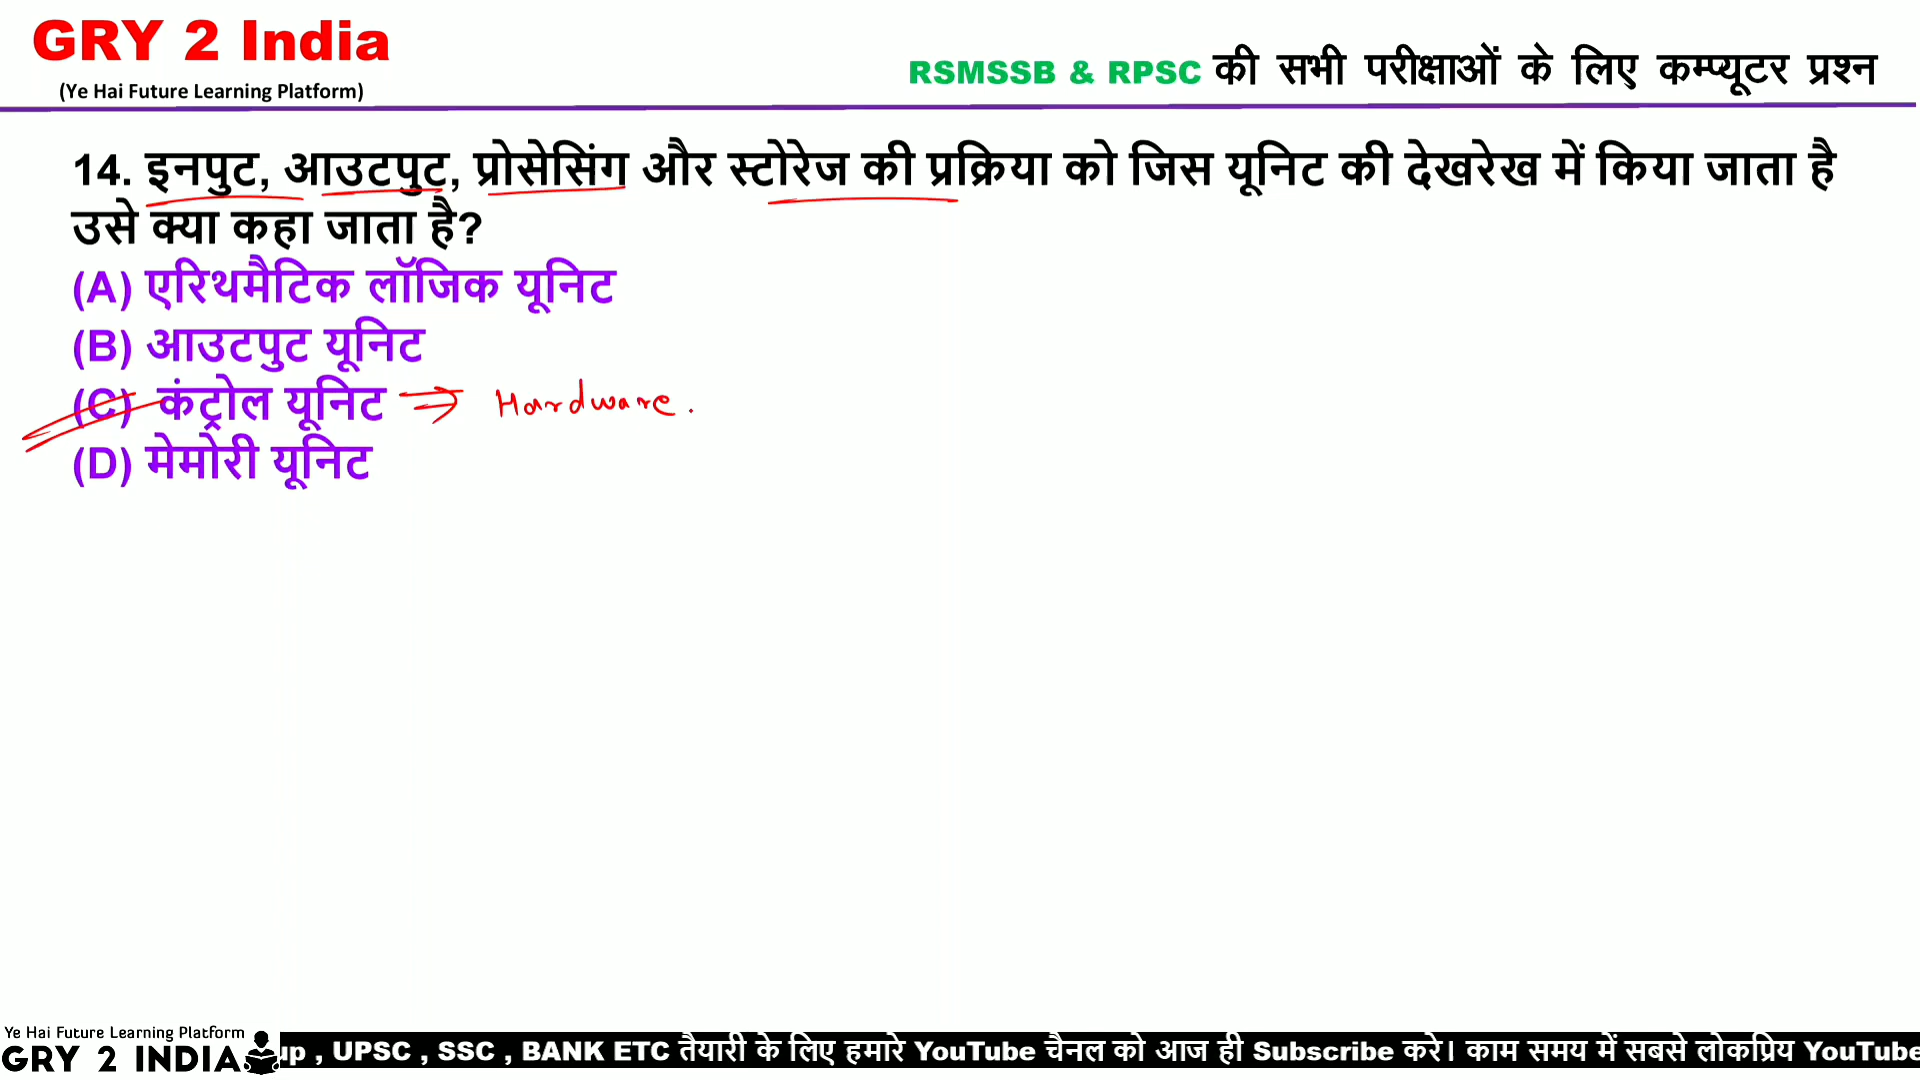 GRY 2 India
(Ye Hai Future Learning Platform)
RSMSSB & RPSC की सभी परीक्षाओं के लिए कम्प्यूटर प्रश्न
14. इनपुट, आउटपुट, प्रोसेसिंग और स्टोरेज की प्रक्रिया को जिस यूनिट की देखरेख में किया जाता है
उसे क्या कहा जाता है?
(A) एरिथमैटिक लॉजिक यूनिट
(B) आउटपुट यूनिट
(C) कंट्रोल यूनिट → Hardware.
(D) मेमोरी यूनिट
Ye Hai Future Learning Platform
GRY 2 INDIA
up , UPSC , SSC , BANK ETC तैयारी के लिए हमारे YouTube चैनल को आज ही Subscribe करे। काम समय में सबसे लोकप्रिय YouTube